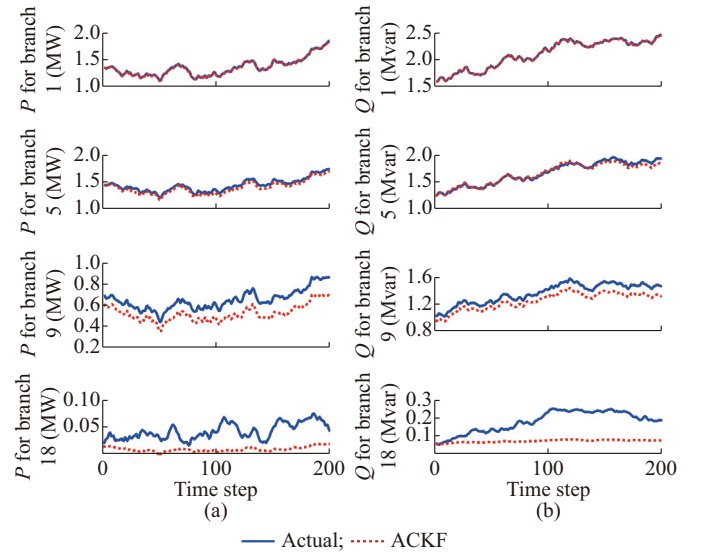 P for branch
1 (MW)
2.0
1.5
1.0
Q for branch
1 (Mvar)
2.5
2.0
1.5
P for branch
5 (MW)
2.0
1.5
1.0
Q for branch
5 (Mvar)
2.5
2.0
1.5
1.0
P for branch
9 (MW)
1.0
0.8
0.6
0.4
0.2
Q for branch
9 (Mvar)
1.6
1.2
0.8
P for branch
18 (MW)
0.10
0.05
0
100
200
Time step
(a)
Q for branch
18 (Mvar)
0.3
0.2
0.1
0
100
200
Time step
(b)
Actual; ACKF